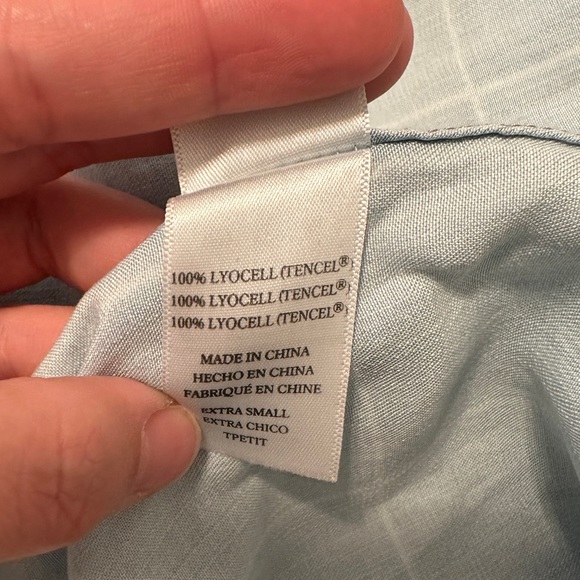 100% LYOCELL (TENCEL®)
100% LYOCELL (TENCEL®)
100% LYOCELL (TENCEL®)
MADE IN CHINA
HECHO EN CHINA
FABRIQUÉ EN CHINE
EXTRA SMALL
EXTRA CHICO
TPETIT